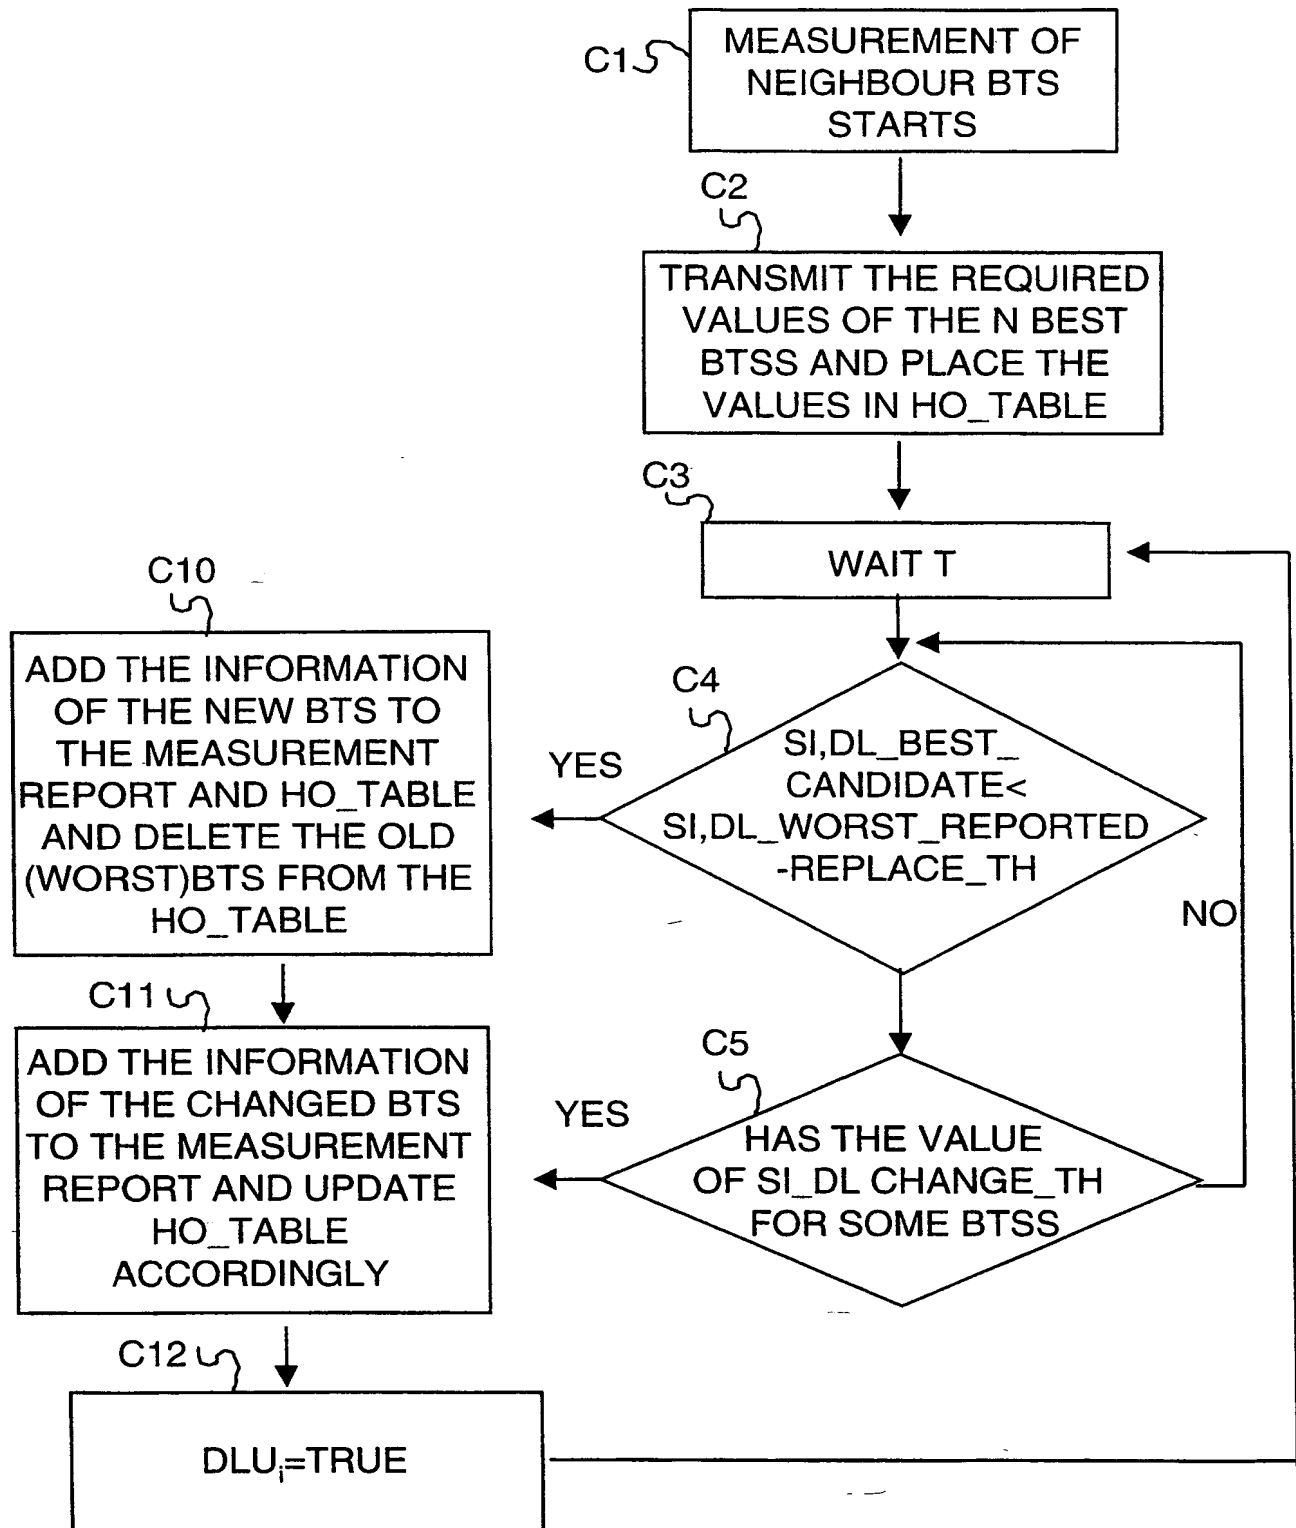 C1
MEASUREMENT OF
NEIGHBOUR BTS
STARTS
C2
TRANSMIT THE REQUIRED
VALUES OF THE N BEST
BTSS AND PLACE THE
VALUES IN HO_TABLE
C3
WAIT T
C10
ADD THE INFORMATION
OF THE NEW BTS TO
THE MEASUREMENT
REPORT AND HO_TABLE
AND DELETE THE OLD
(WORST)BTS FROM THE
HO_TABLE
YES
C4
SI,DL_BEST_
CANDIDATE<
SI,DL_WORST_REPORTED
-REPLACE_TH
NO
C11
ADD THE INFORMATION
OF THE CHANGED BTS
TO THE MEASUREMENT
REPORT AND UPDATE
HO_TABLE
ACCORDINGLY
YES
C5
HAS THE VALUE
OF SI_DL CHANGE_TH
FOR SOME BTSS
C12
DLUi=TRUE